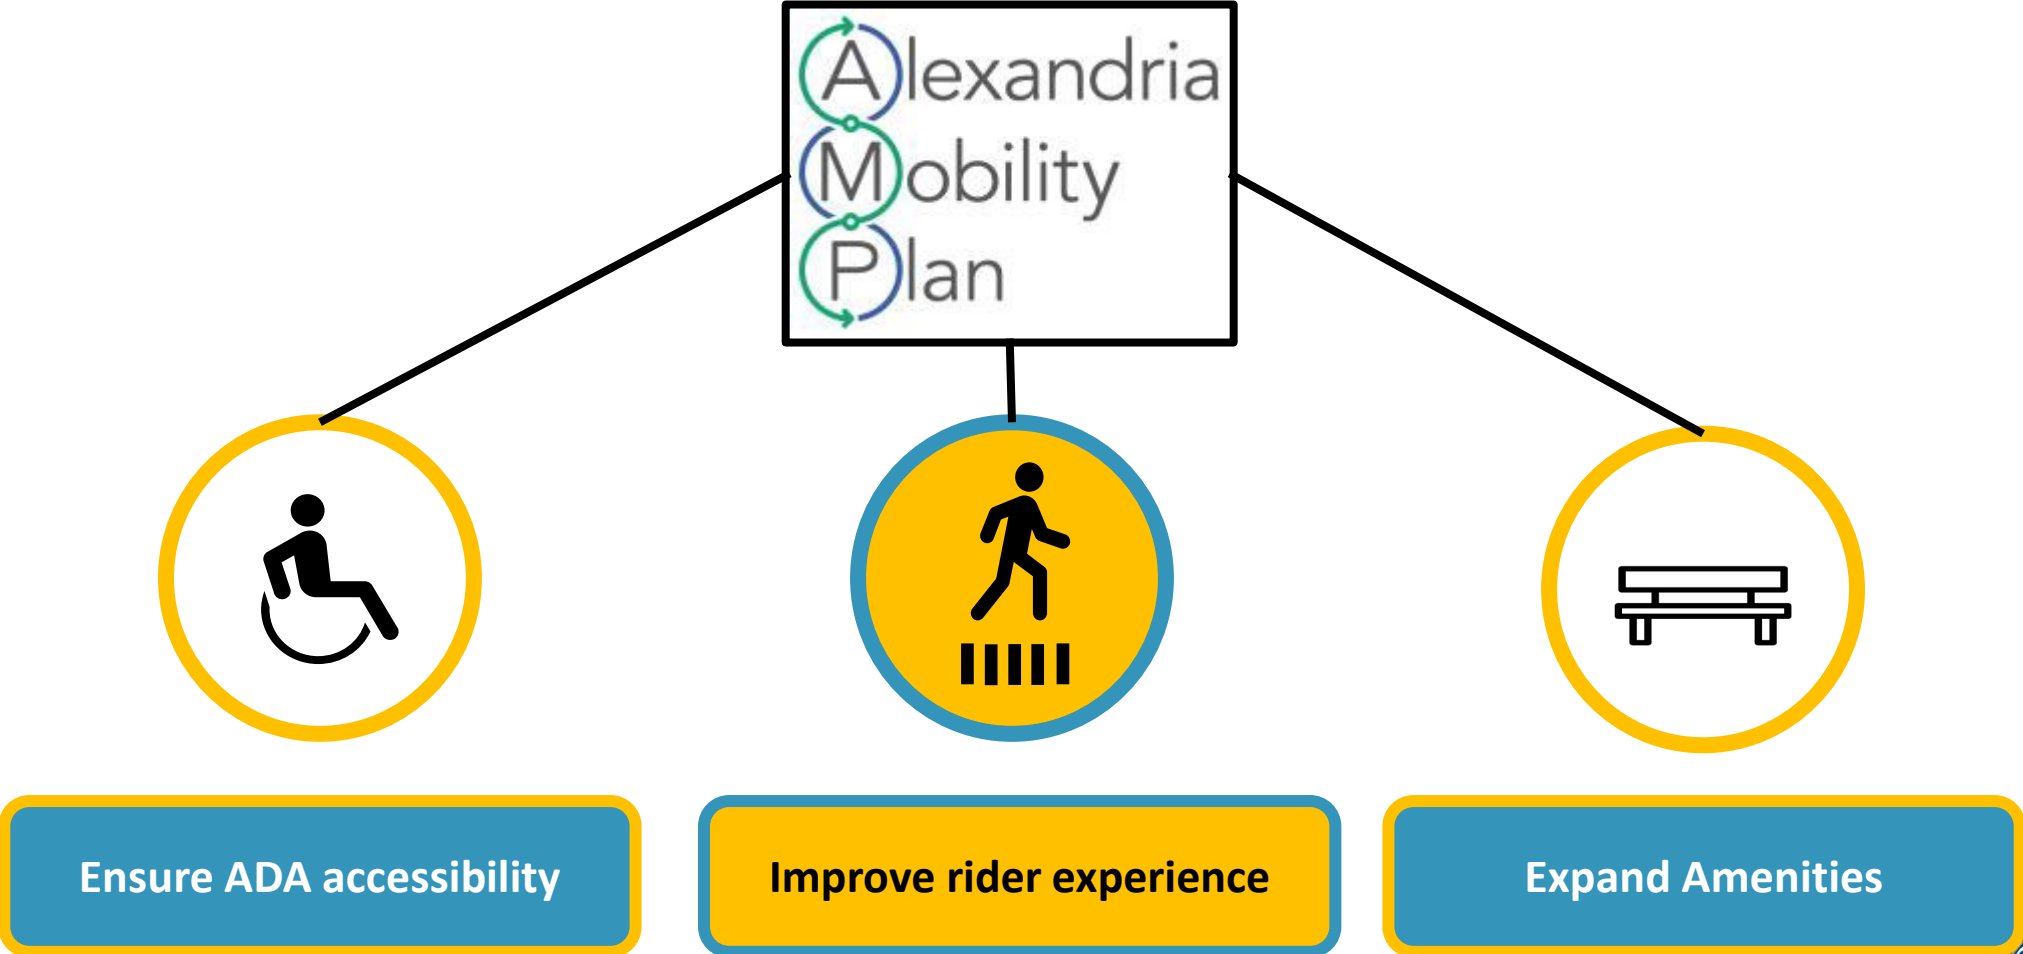 Alexandria
Mobility
Plan
Ensure ADA accessibility
Improve rider experience
Expand Amenities